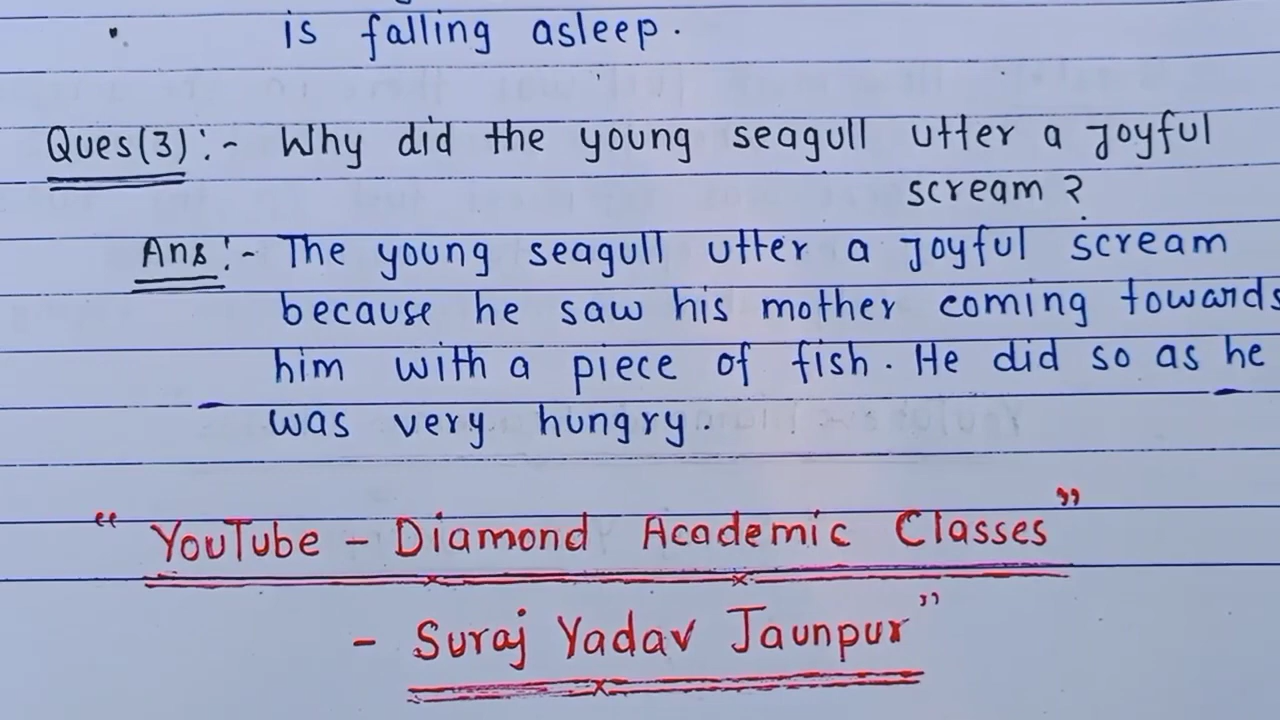 is falling asleep.
Ques(3):- Why did the young seagull utter a joyful
scream?
Ans:- The young seagull utter a joyful scream
because he saw his mother coming towards
him with a piece of fish. He did so as he
was very hungry.
"YouTube - Diamond Academic Classes"
- Suraj Yadav Jaunpur"